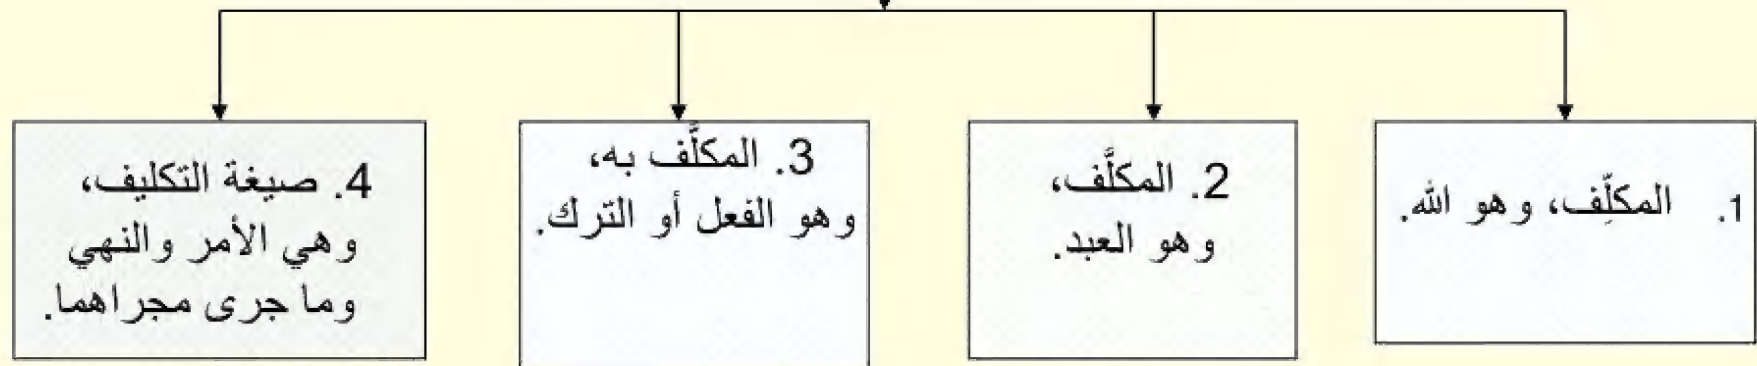 1. المكلِّف، وهو الله.
2. المكلَّف،
وهو العبد.
3. المكلَّف به،
وهو الفعل أو الترك.
4. صيغة التكليف،
وهي الأمر والنهي
وما جرى مجراهما.